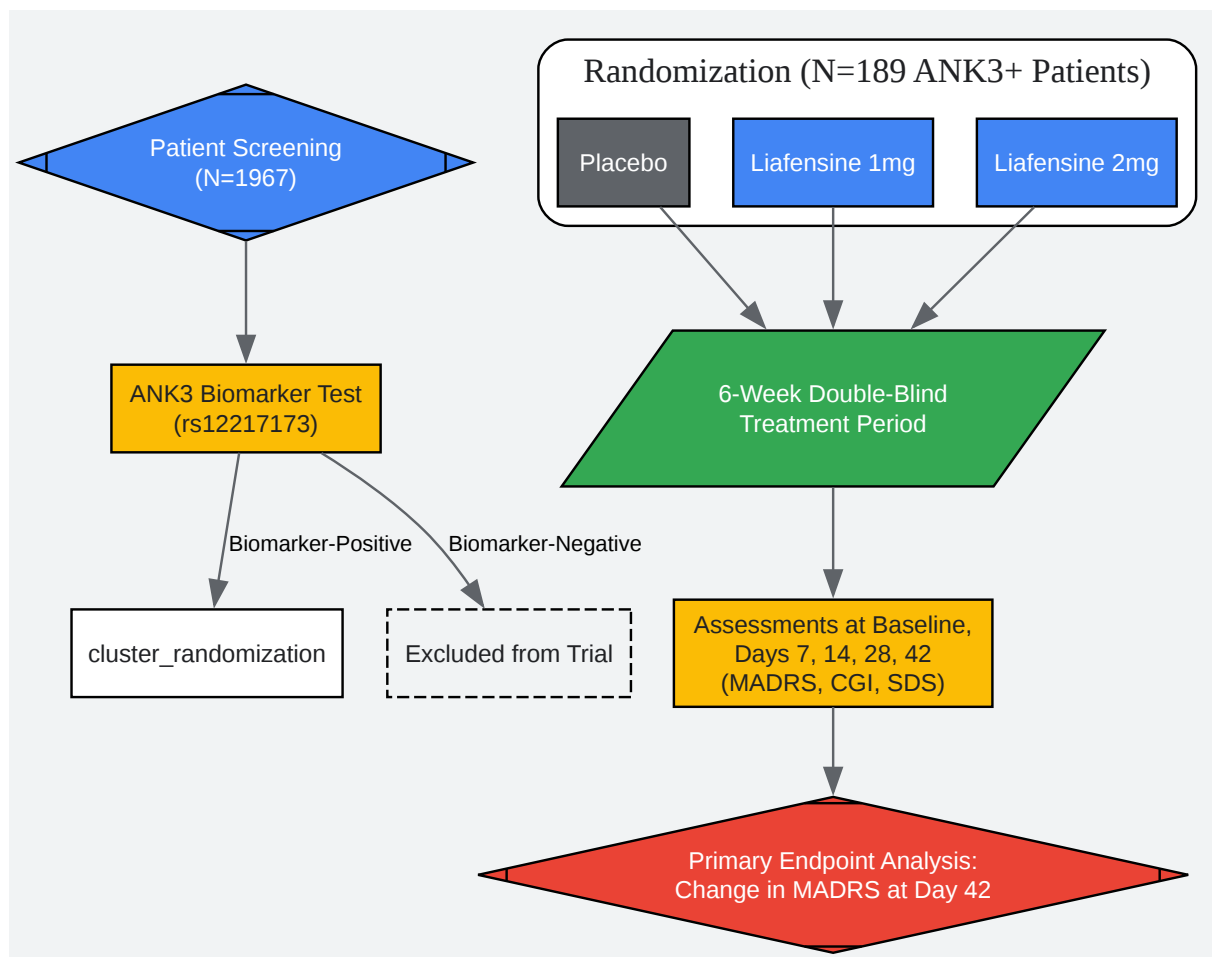 Randomization (N=189 ANK3+ Patients)
Placebo
Liafensine 1mg
Liafensine 2mg
Patient Screening
(N=1967)
ANK3 Biomarker Test
(rs12217173)
Biomarker-Positive
Biomarker-Negative
cluster_randomization
Excluded from Trial
6-Week Double-Blind
Treatment Period
Assessments at Baseline,
Days 7, 14, 28, 42
(MADRS, CGI, SDS)
Primary Endpoint Analysis:
Change in MADRS at Day 42